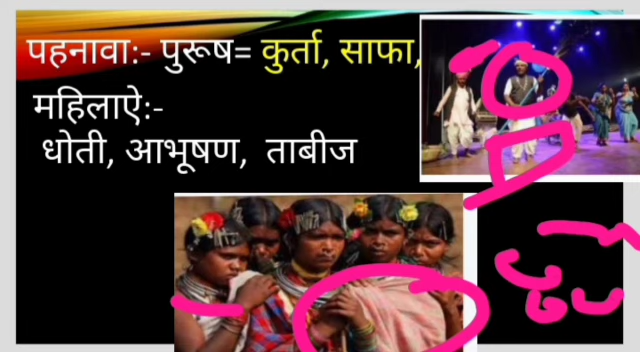 पहनावा:- पुरूष= कुर्ता, साफा,
महिलाऐ:-
धोती, आभूषण, ताबीज